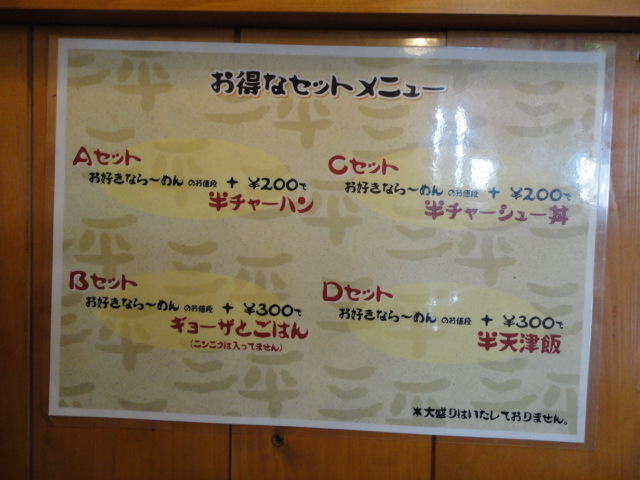 お得なセットメニュー
Aセット
お好きなら～めん のお値段 + ¥200で
半チャーハン
Cセット
お好きなら～めん のお値段 + ¥200で
半チャーシュー丼
Bセット
お好きなら～めん のお値段 + ¥300で
ギョーザとごはん
(ニンニクは入ってません)
Dセット
お好きなら～めん のお値段 + ¥300で
半天津飯
＊大盛りはいたしておりません。